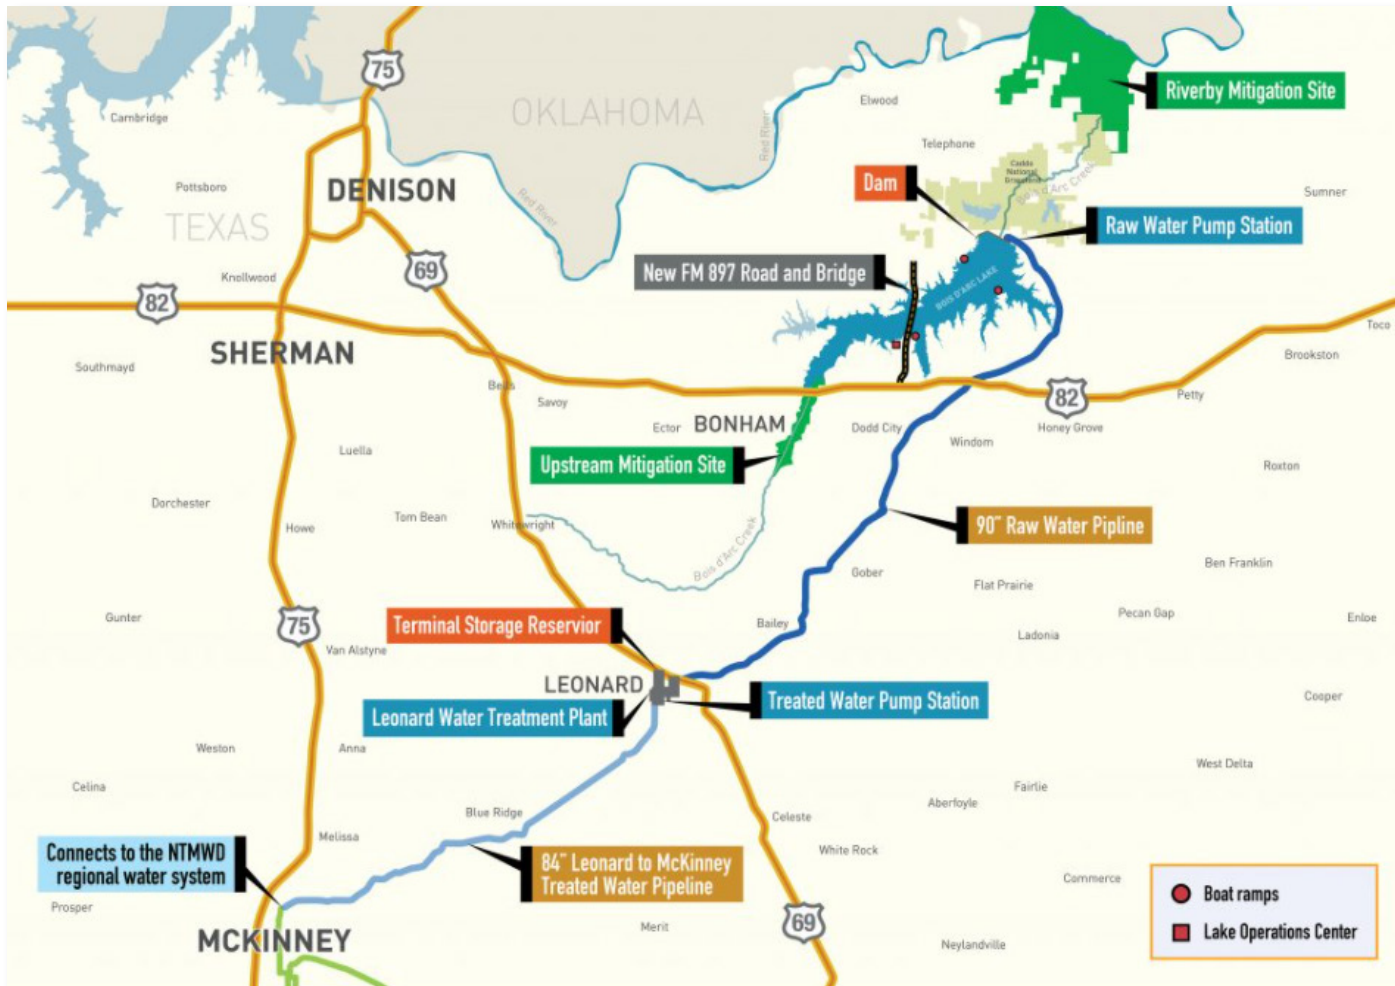 75
OKLAHOMA
Elwood
Riverby Mitigation Site
Cambridge
Red River
Telephone
Caddo
National
Grassland
Bois d'Arc Creek
Pottsboro
DENISON
Dam
Sumner
TEXAS
Red River
Raw Water Pump Station
69
New FM 897 Road and Bridge
BOIS D'ARC LAKE
Knollwood
82
Toco
SHERMAN
Brookston
Southmayd
Bells
Savoy
82
Petty
Ector
BONHAM
Dodd City
Honey Grove
Windom
Luella
Upstream Mitigation Site
Roxton
Dorchester
Tom Bean
Whitewright
Howe
90" Raw Water Pipline
Bois d'Arc Creek
Gober
Ben Franklin
Flat Prairie
Gunter
75
Terminal Storage Reservior
Bailey
Pecan Gap
Enloe
Ladonia
Van Alstyne
LEONARD
Cooper
Treated Water Pump Station
Leonard Water Treatment Plant
Weston
Anna
West Delta
Celina
Fairlie
Blue Ridge
Aberfoyle
Celeste
Melissa
White Rock
Connects to the NTMWD
regional water system
84" Leonard to McKinney
Treated Water Pipeline
Commerce
Boat ramps
Prosper
MCKINNEY
Merit
69
Lake Operations Center
Neylandville